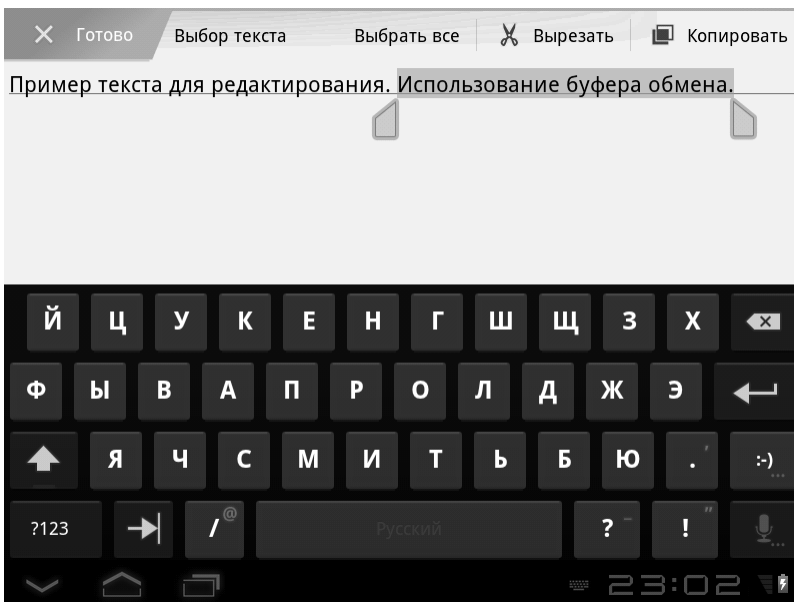 Готово Выбор текста Выбрать все Вырезать Копировать
Пример текста для редактирования. Использование буфера обмена.
Й Ц У К Е Н Г Ш Щ З Х
Ф Ы В А П Р О Л Д Ж Э
Я Ч С М И Т Ь Б Ю . ' :-) ...
?123 / @ Русский ? _ ! " ...
23:02